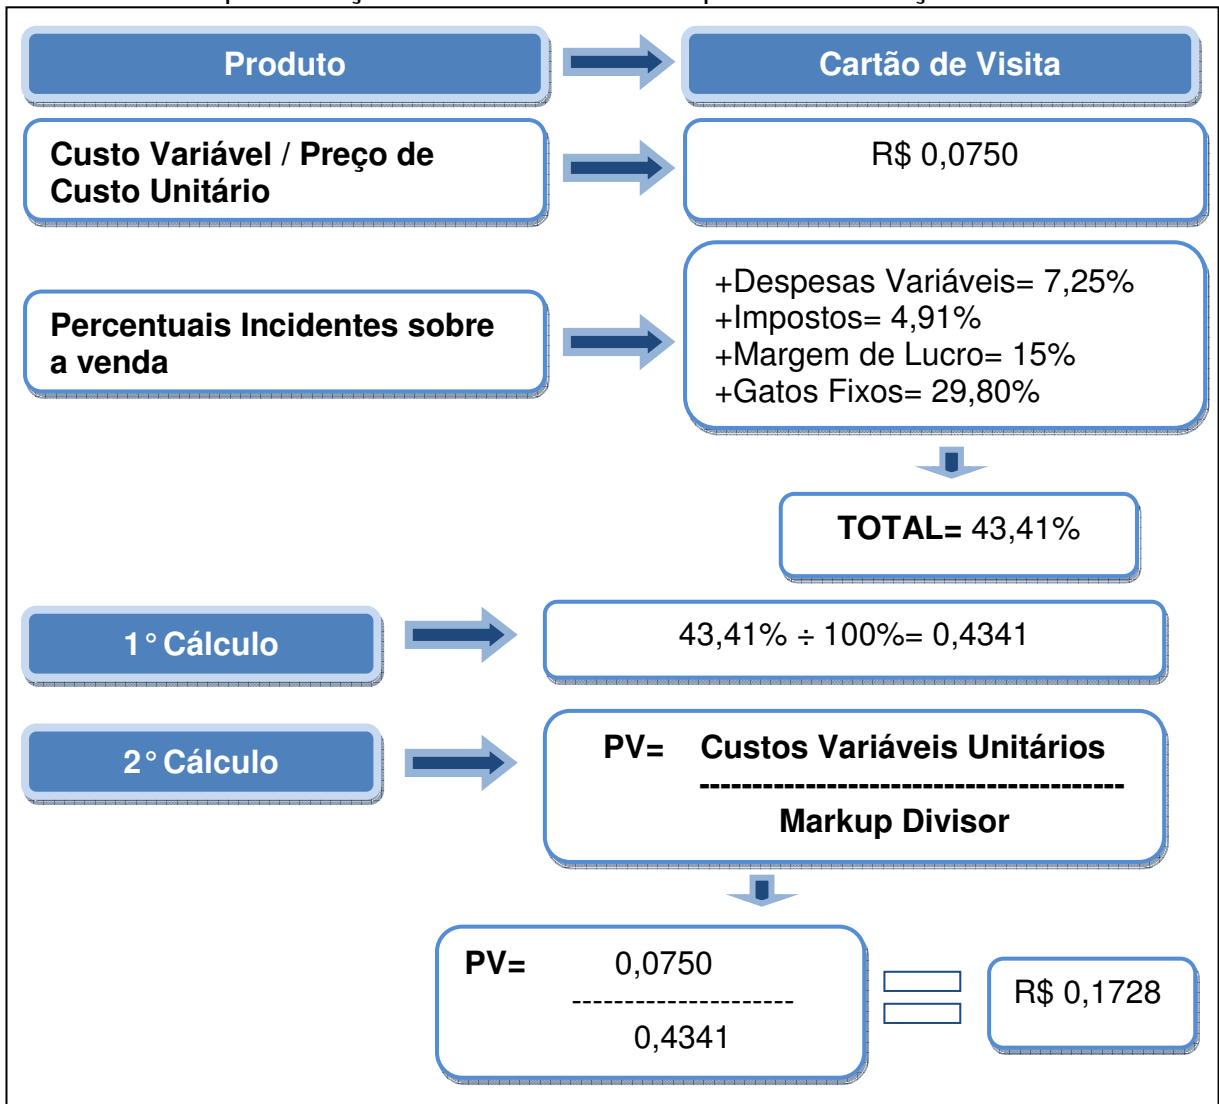 Produto
Cartão de Visita
Custo Variável / Preço de
Custo Unitário
R$ 0,0750
Percentuais Incidentes sobre
a venda
+Despesas Variáveis= 7,25%
+Impostos= 4,91%
+Margem de Lucro= 15%
+Gatos Fixos= 29,80%
TOTAL= 43,41%
1° Cálculo
43,41% ÷ 100%= 0,4341
2° Cálculo
PV= Custos Variáveis Unitários
----------------------------------------
Markup Divisor
PV= 0,0750
---------------------
0,4341
R$ 0,1728